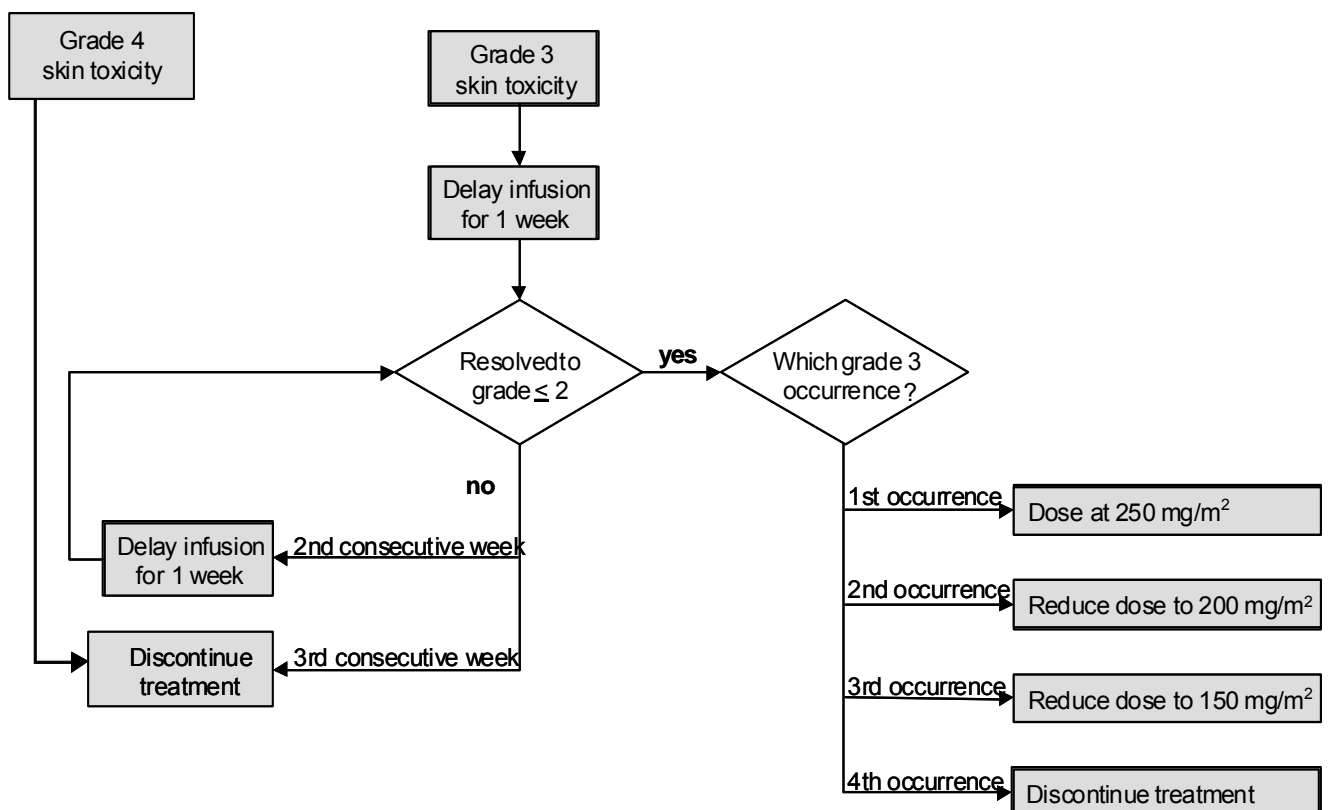 Grade 4
skin toxicity
Grade 3
skin toxicity
Delay infusion
for 1 week
Resolved to
grade ≤ 2
yes
Which grade 3
occurrence ?
no
1st occurrence
Dose at 250 mg/m²
Delay infusion
for 1 week
2nd consecutive week
2nd occurrence
Reduce dose to 200 mg/m²
Discontinue
treatment
3rd consecutive week
3rd occurrence
Reduce dose to 150 mg/m²
4th occurrence
Discontinue treatment